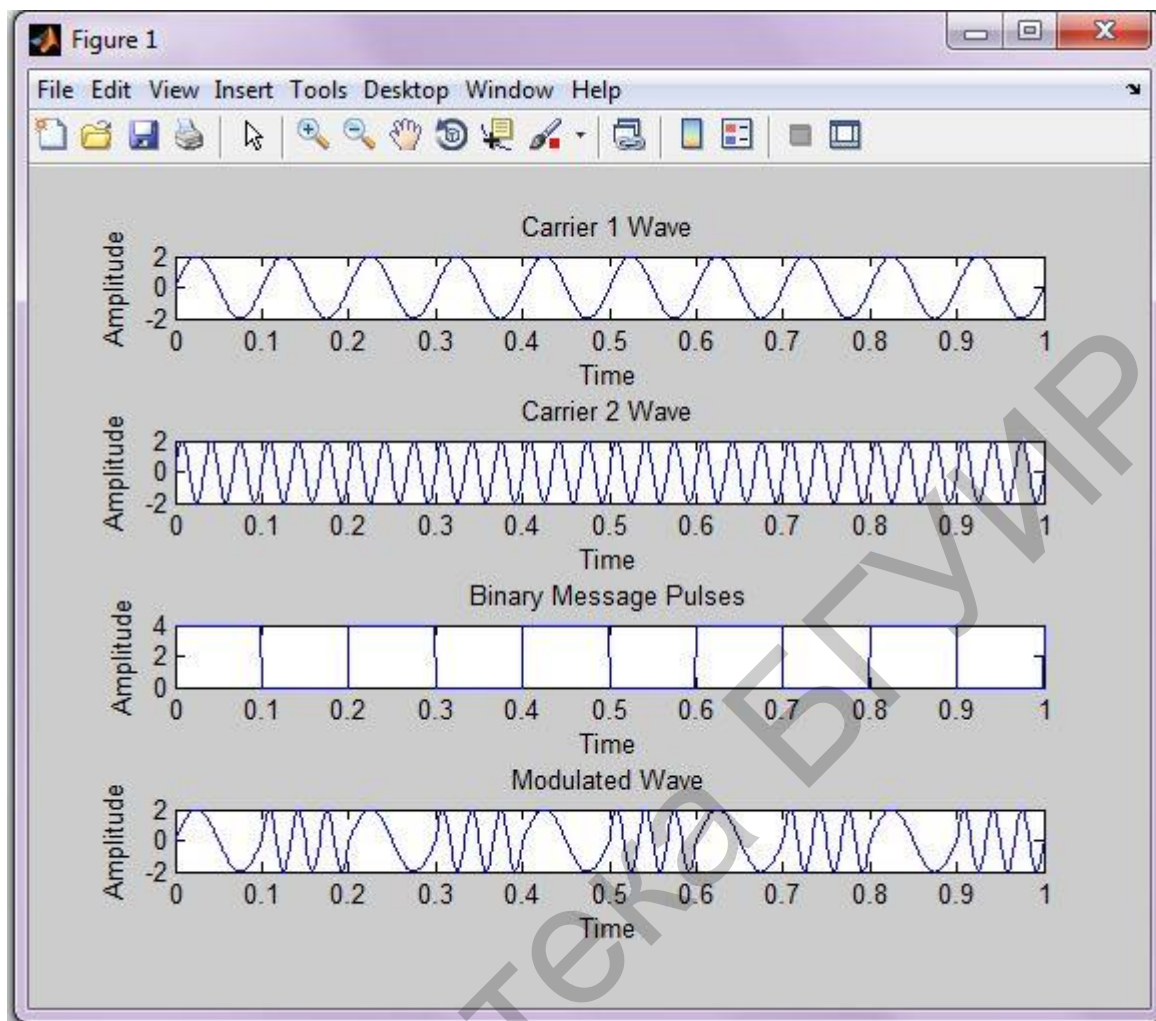 Figure 1
File Edit View Insert Tools Desktop Window Help
Carrier 1 Wave
Amplitude
2
0
-2
0 0.1 0.2 0.3 0.4 0.5 0.6 0.7 0.8 0.9 1
Time
Carrier 2 Wave
Amplitude
2
0
-2
0 0.1 0.2 0.3 0.4 0.5 0.6 0.7 0.8 0.9 1
Time
Binary Message Pulses
Amplitude
4
2
0
0 0.1 0.2 0.3 0.4 0.5 0.6 0.7 0.8 0.9 1
Time
Modulated Wave
Amplitude
2
0
-2
0 0.1 0.2 0.3 0.4 0.5 0.6 0.7 0.8 0.9 1
Time
тека БГУИР